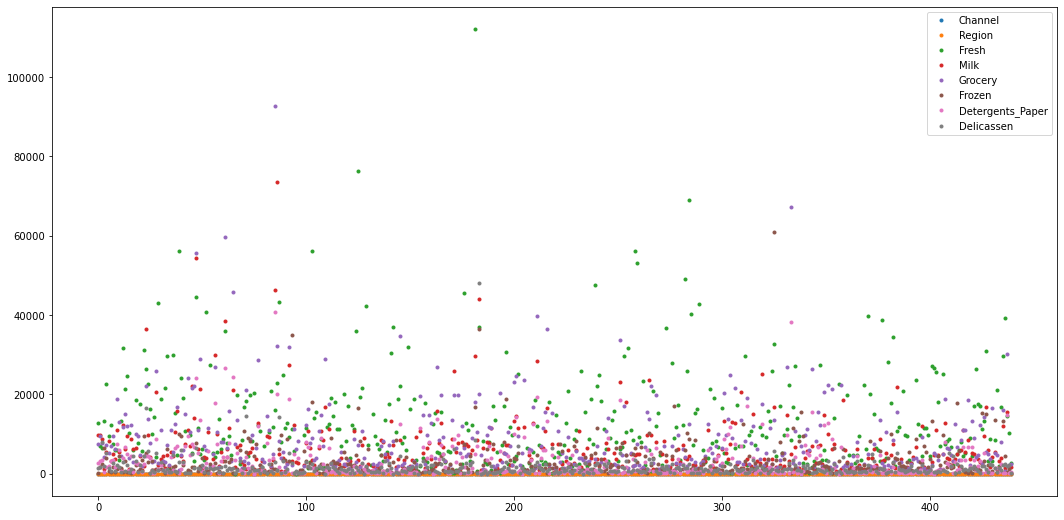 Channel
Region
Fresh
Milk
Grocery
Frozen
Detergents_Paper
Delicassen
100000
80000
60000
40000
20000
0
0 100 200 300 400